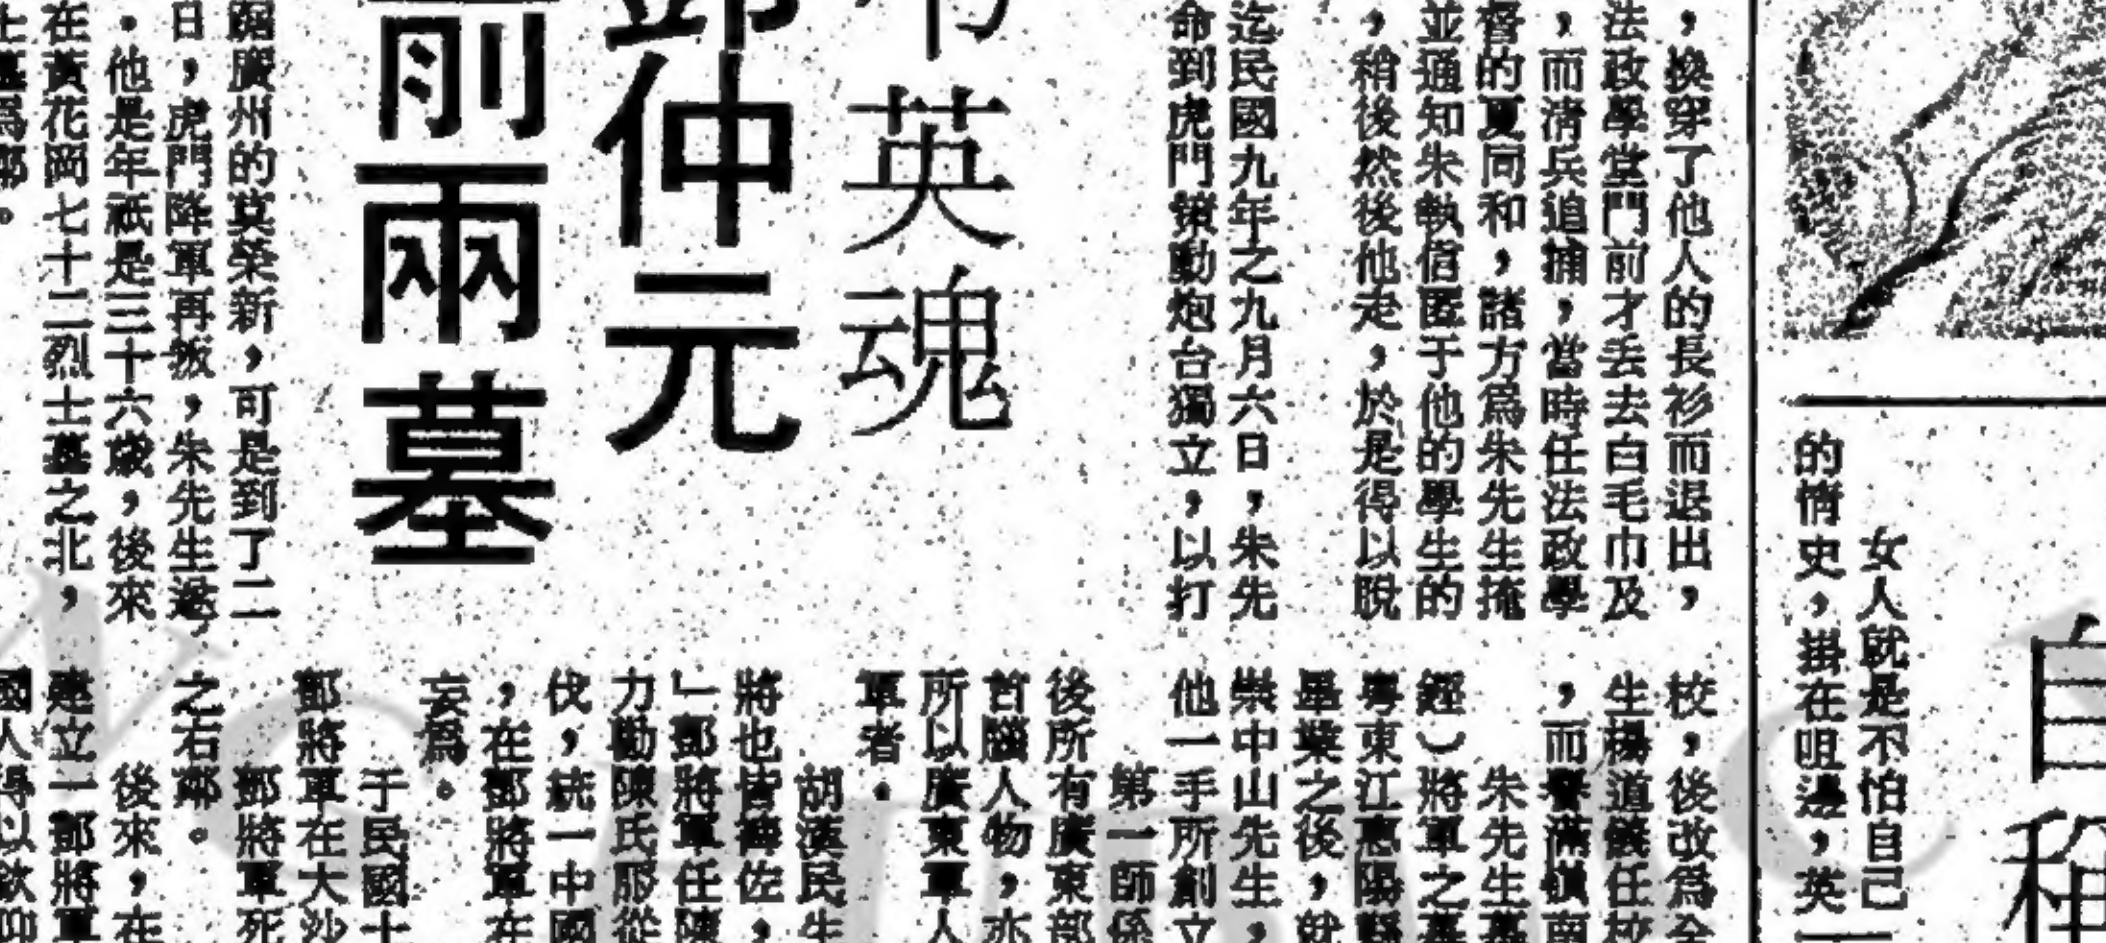 的情史，掛在咀邊，英一
女人就是不怕自己
自稱
，換穿了他人的長衫而退出，
法政學堂門前才丢去白毛巾及
，而清兵追捕，當時任法政學
督的夏同和，諸方爲朱先生掩
並通知朱執信匿于他的學生的
，稍後然後他走，於是得以脫
迄民國九年之九月六日，朱先
命到虎門策動炮台獨立，以打
英魂
鄧仲元
前兩墓
踞廣州的莫榮新，可是到了二
日，虎門降軍再叛，朱先生
．他是年祇是三十六歲，後來
在黃花岡七十二烈士墓之北，
士墓爲鄰。
校，後改爲全
生楊道儀任校
，而
朱先生墓
鏗）將軍之墓
粵東江惠陽縣
畢業之後，就
崇中山先生，
他一手所創立
第一師係
後所有廣東部
首腦人物，亦
所以廣東軍人
軍者．
胡漢民生
將也皆
佐，
」鄧將軍任陳
力勸陳氏服從
伐，統一中國
，在鄧將軍在
妄爲。
于民國十
鄧將軍在大沙
鄧將軍死
之右鄰。
後來，在
建立一鄧將軍
國人得以欽仰